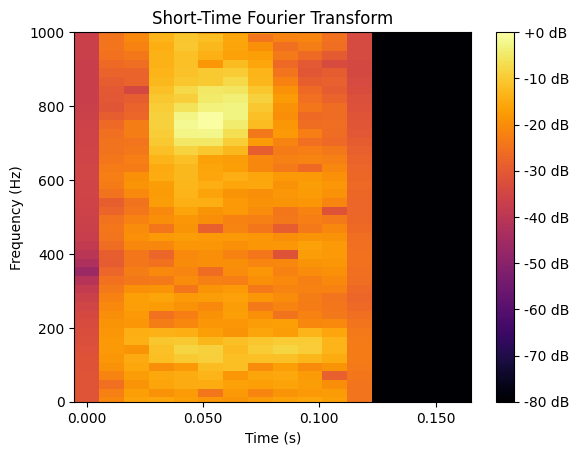 Short-Time Fourier Transform
Frequency (Hz)
1000
800
600
400
200
0
0.000
0.050
0.100
0.150
Time (s)
+0 dB
-10 dB
-20 dB
-30 dB
-40 dB
-50 dB
-60 dB
-70 dB
-80 dB